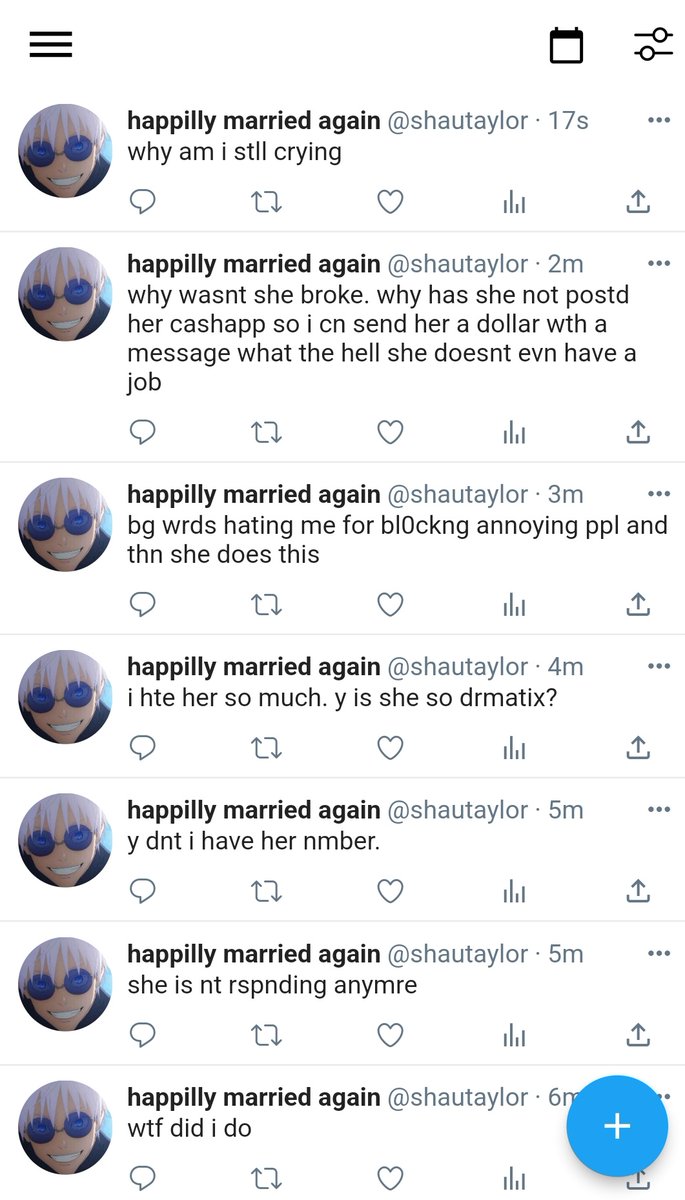 happilly married again @shautaylor · 17s
why am i stll crying
happilly married again @shautaylor · 2m
why wasnt she broke. why has she not postd
her cashapp so i cn send her a dollar wth a
message what the hell she doesnt evn have a
job
happilly married again @shautaylor · 3m
bg wrds hating me for bl0ckng annoying ppl and
thn she does this
happilly married again @shautaylor · 4m
i hte her so much. y is she so drmatix?
happilly married again @shautaylor · 5m
y dnt i have her nmber.
happilly married again @shautaylor · 5m
she is nt rspnding anymre
happilly married again @shautaylor · 6m
wtf did i do